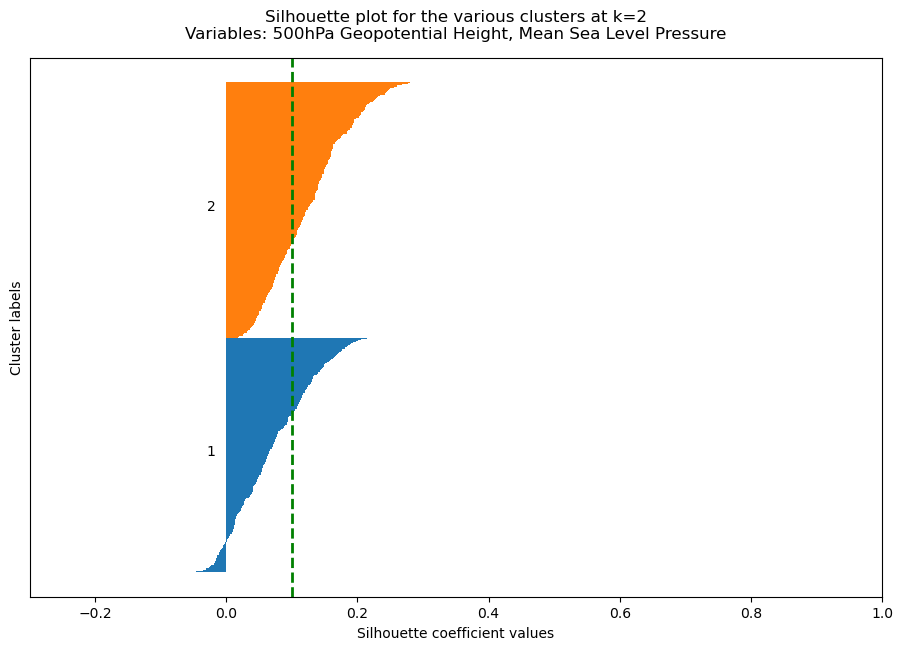 Silhouette plot for the various clusters at k=2
Variables: 500hPa Geopotential Height, Mean Sea Level Pressure
Cluster labels
2
1
−0.2 0.0 0.2 0.4 0.6 0.8 1.0
Silhouette coefficient values